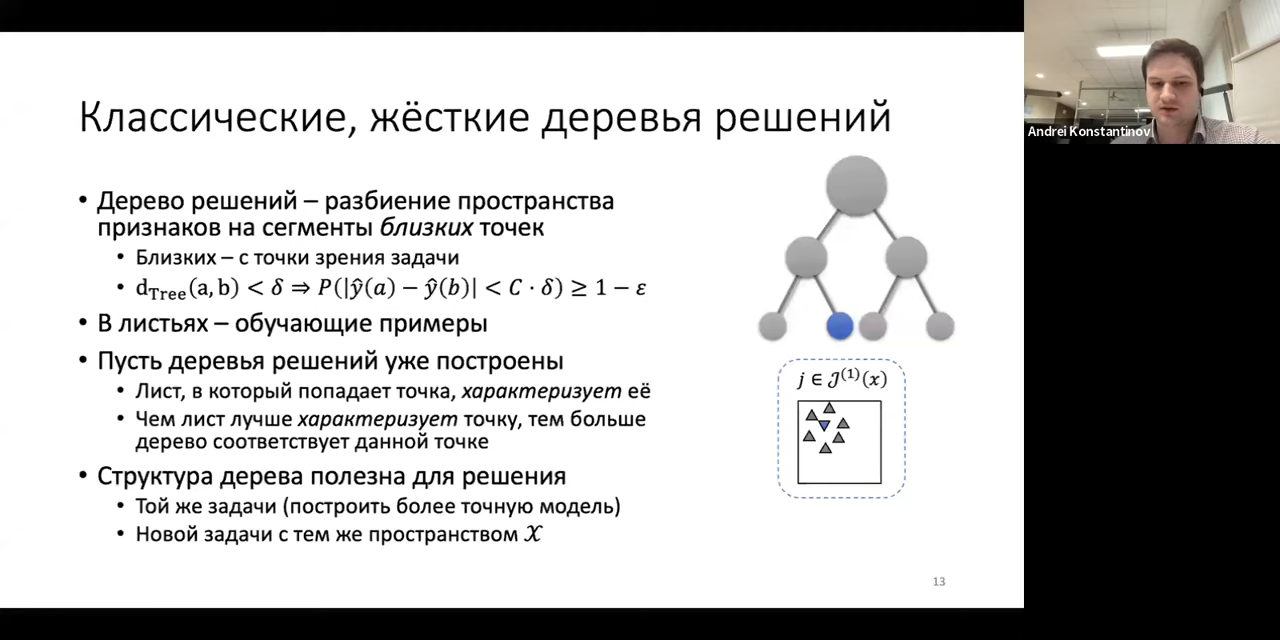 Классические, жёсткие деревья решений
• Дерево решений – разбиение пространства
признаков на сегменты близких точек
• Близких – с точки зрения задачи
• d_Tree(a, b) < δ ⇒ P(|ŷ(a) − ŷ(b)| < C · δ) ≥ 1 − ε
• В листьях – обучающие примеры
• Пусть деревья решений уже построены
• Лист, в который попадает точка, характеризует её
• Чем лист лучше характеризует точку, тем больше
дерево соответствует данной точке
• Структура дерева полезна для решения
• Той же задачи (построить более точную модель)
• Новой задачи с тем же пространством 𝒳
j ∈ 𝒥⁽¹⁾(x)
13
Andrei Konstantinov